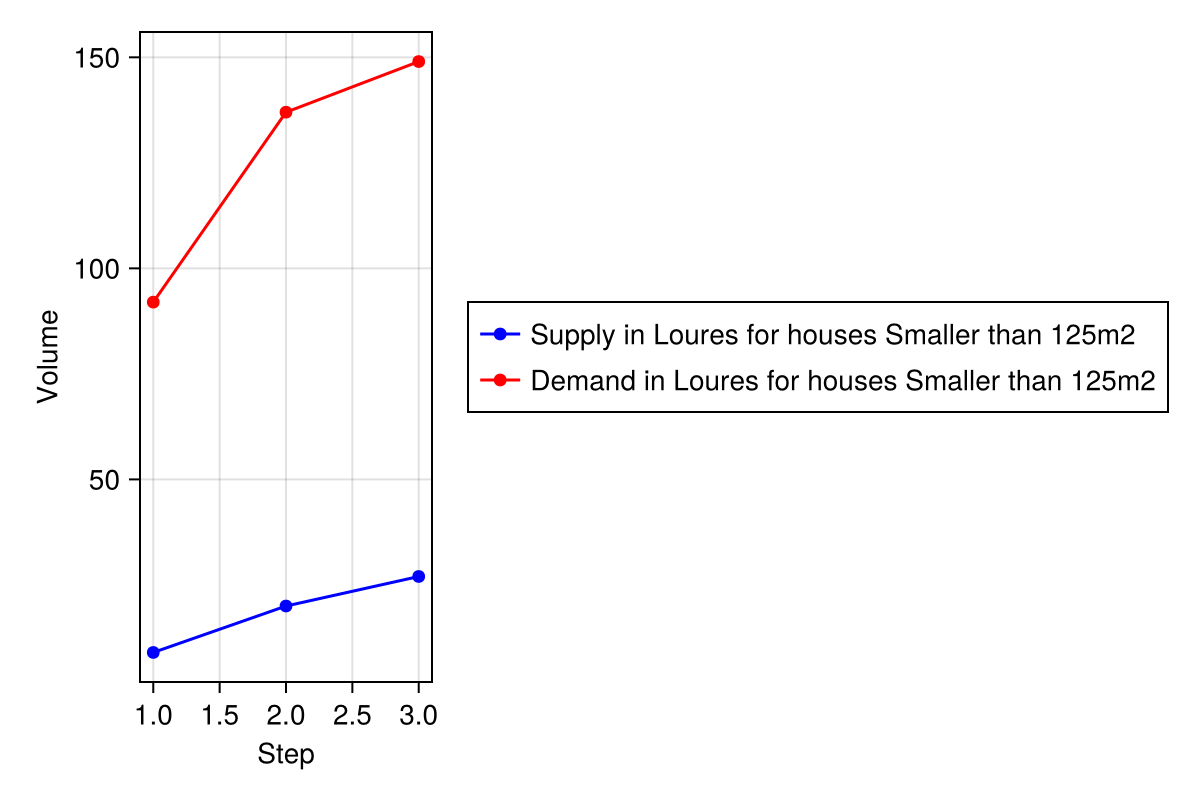 150
100
50
Volume
1.0 1.5 2.0 2.5 3.0
Step
Supply in Loures for houses Smaller than 125m2
Demand in Loures for houses Smaller than 125m2